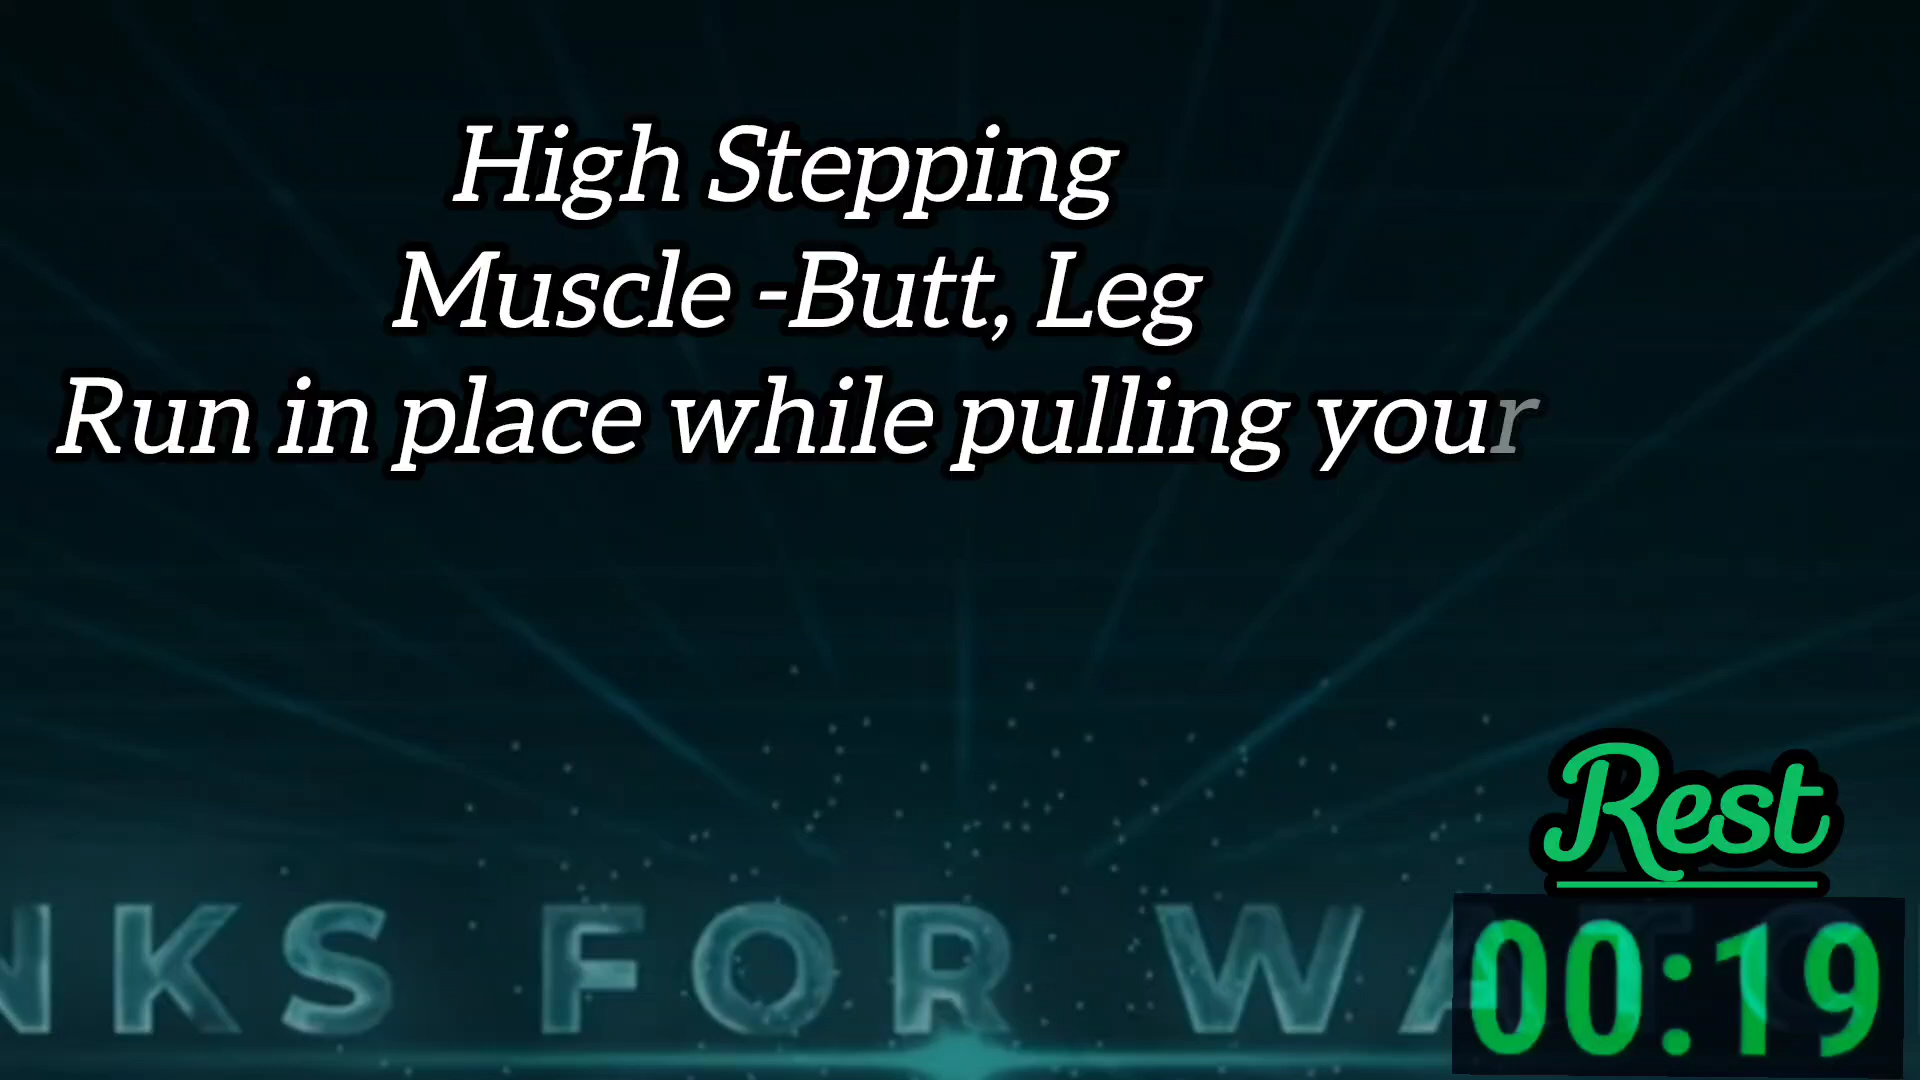 High Stepping
Muscle -Butt, Leg
Run in place while pulling your
Rest
NKS FOR WA
00:19